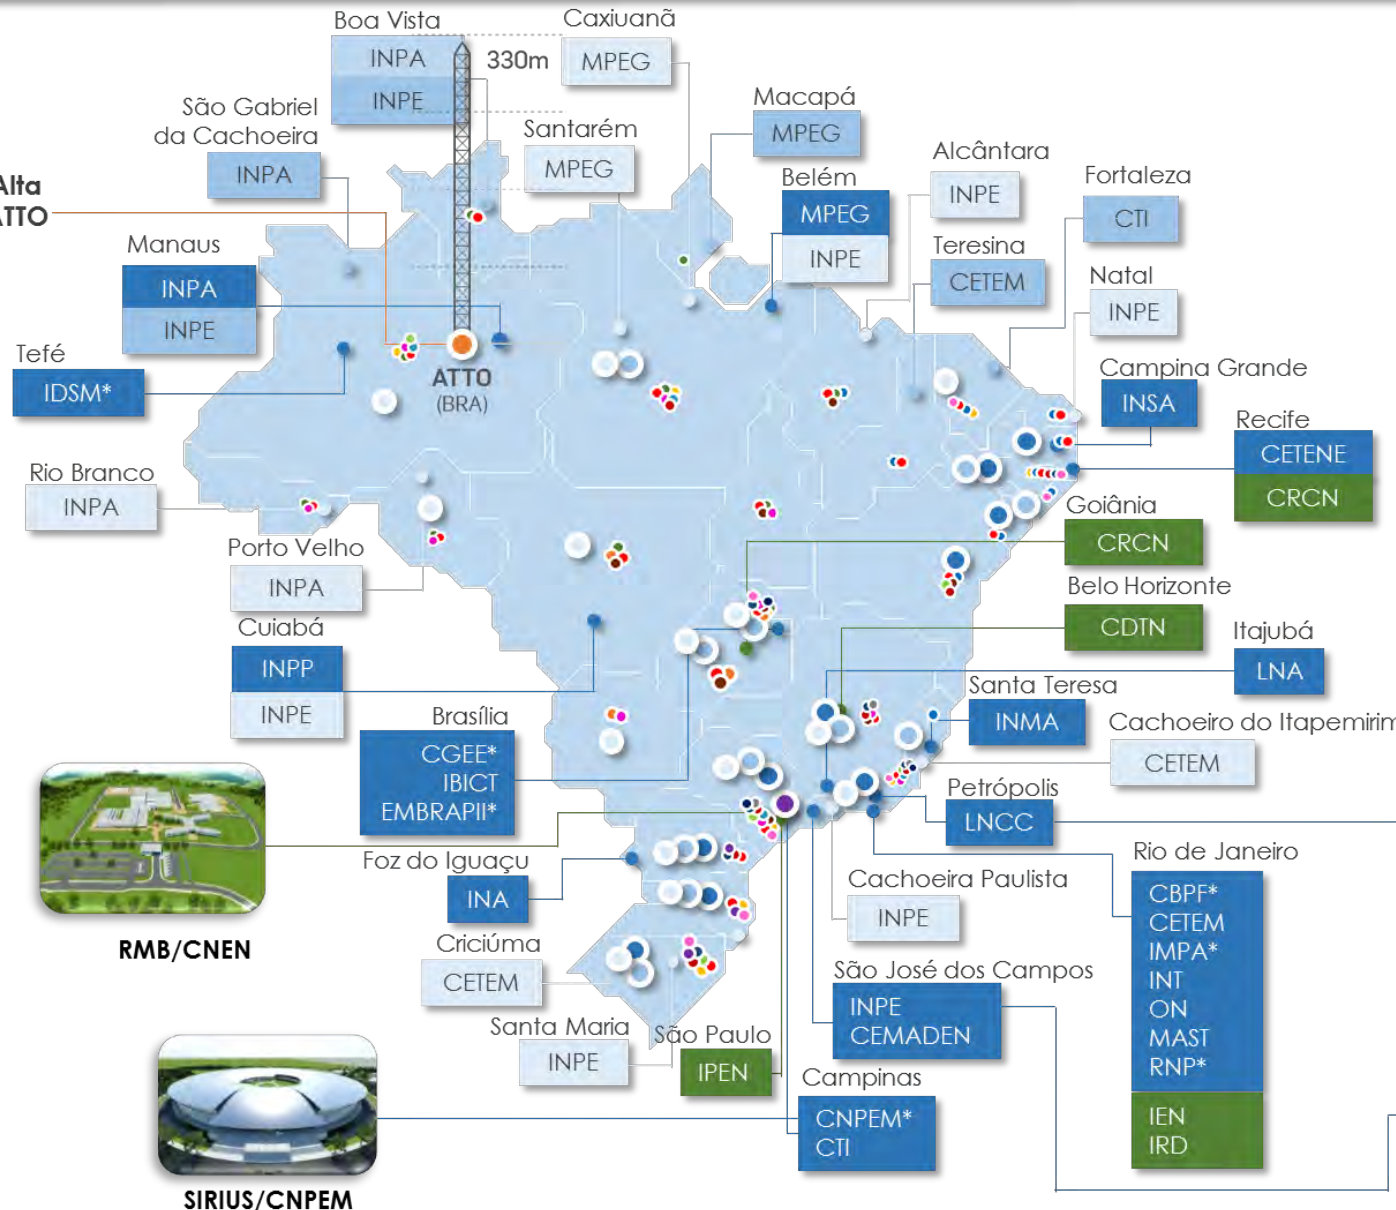 Boa Vista
INPA
INPE
330m
Caxiuanã
MPEG
São Gabriel
da Cachoeira
INPA
Santarém
MPEG
Macapá
MPEG
Alcântara
INPE
Belém
MPEG
INPE
Fortaleza
CTI
Alta
ATTO
Manaus
INPA
INPE
Teresina
CETEM
Natal
INPE
Tefé
IDSM*
ATTO
(BRA)
Campina Grande
INSA
Recife
CETENE
CRCN
Rio Branco
INPA
Goiânia
CRCN
Porto Velho
INPA
Belo Horizonte
CDTN
Cuiabá
INPP
INPE
Itajubá
LNA
Santa Teresa
INMA
Brasília
CGEE*
IBICT
EMBRAPII*
Cachoeiro do Itapemirim
CETEM
Petrópolis
LNCC
Foz do Iguaçu
INA
Rio de Janeiro
CBPF*
CETEM
IMPA*
INT
ON
MAST
RNP*
IEN
IRD
Cachoeira Paulista
INPE
RMB/CNEN
Criciúma
CETEM
São José dos Campos
INPE
CEMADEN
Santa Maria
INPE
São Paulo
IPEN
Campinas
CNPEM*
CTI
SIRIUS/CNPEM